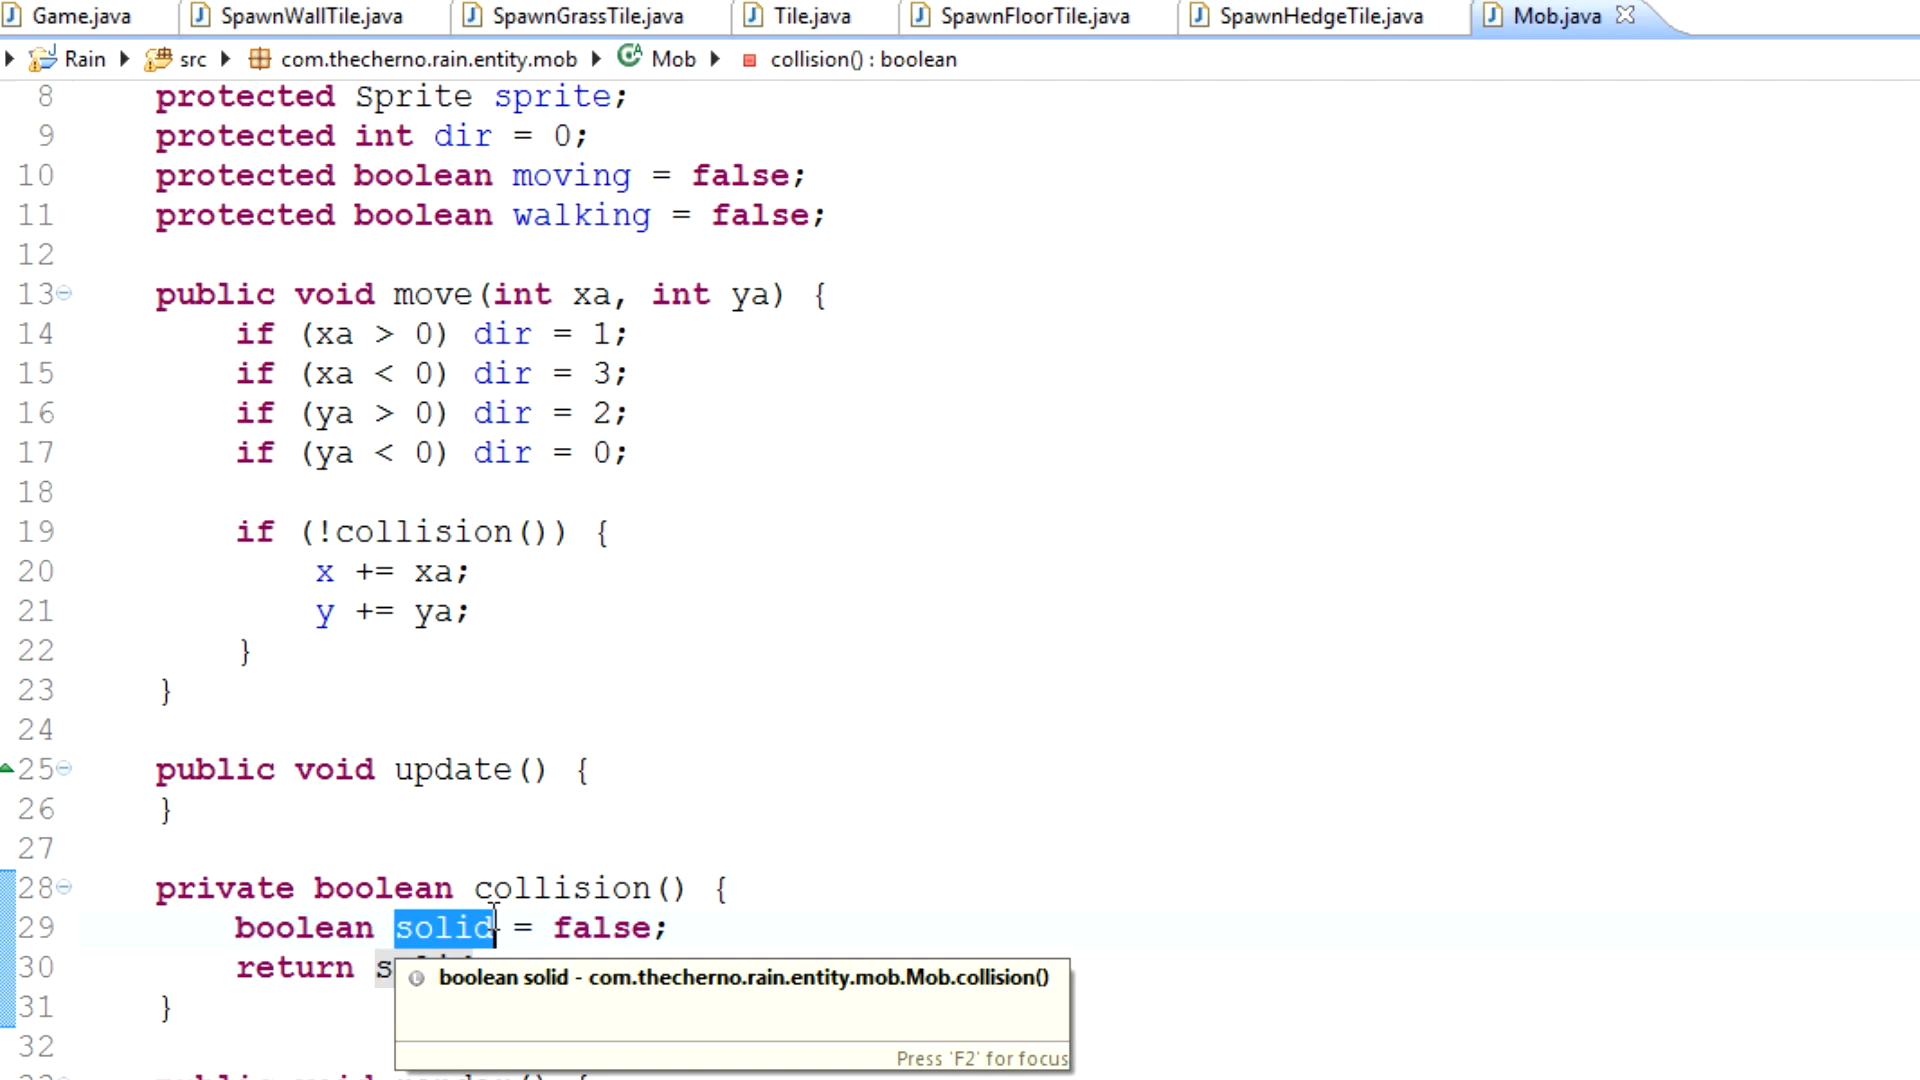 Game.java SpawnWallTile.java SpawnGrassTile.java Tile.java SpawnFloorTile.java SpawnHedgeTile.java Mob.java
Rain src com.thecherno.rain.entity.mob Mob collision() : boolean
8 protected Sprite sprite;
9 protected int dir = 0;
10 protected boolean moving = false;
11 protected boolean walking = false;
12
13 public void move(int xa, int ya) {
14 if (xa > 0) dir = 1;
15 if (xa < 0) dir = 3;
16 if (ya > 0) dir = 2;
17 if (ya < 0) dir = 0;
18
19 if (!collision()) {
20 x += xa;
21 y += ya;
22 }
23 }
24
25 public void update() {
26 }
27
28 private boolean collision() {
29 boolean solid = false;
30 return
boolean solid - com.thecherno.rain.entity.mob.Mob.collision()
31 }
32
Press 'F2' for focus